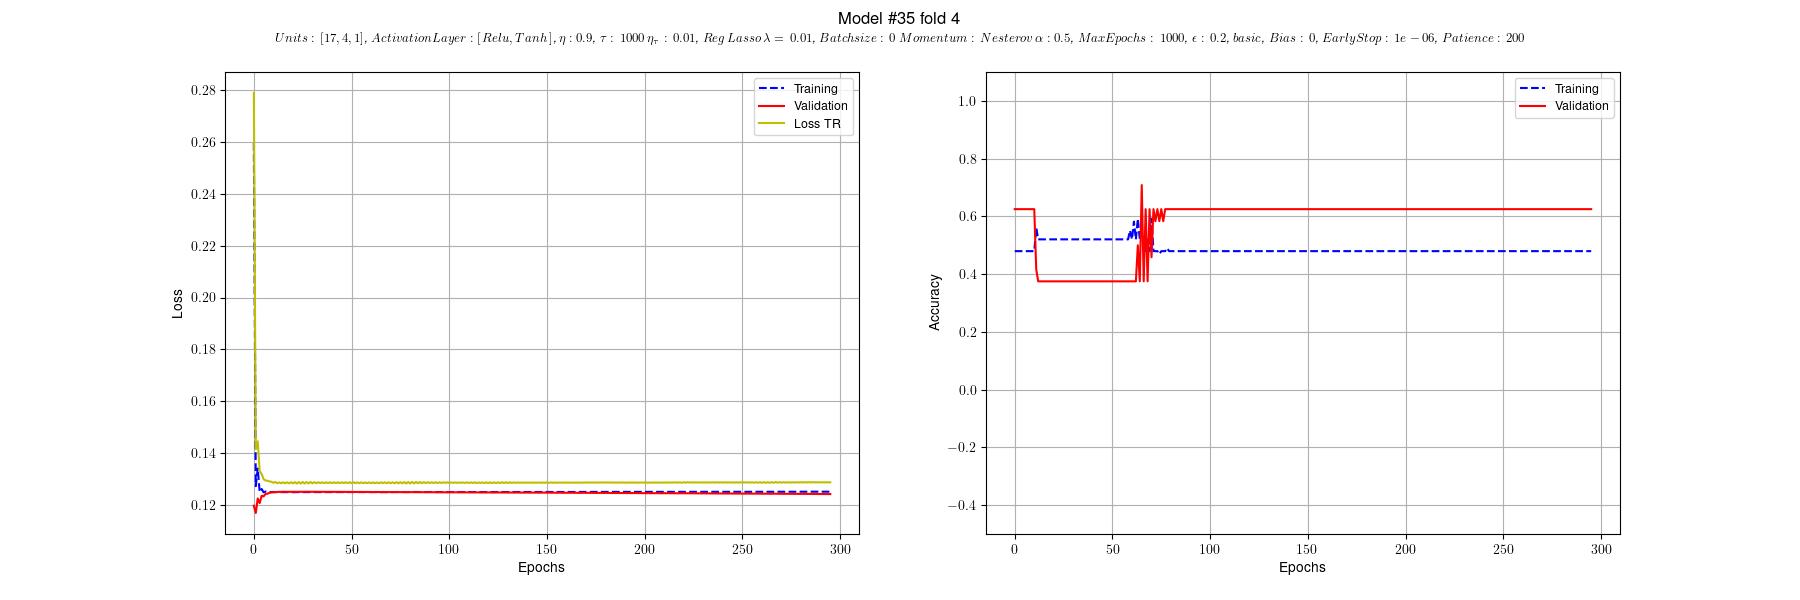 Model #35 fold 4
Units : [17, 4, 1], ActivationLayer : [Relu, Tanh], η : 0.9, τ : 1000 ητ : 0.01, Reg Lasso λ = 0.01, Batchsize : 0 Momentum : Nesterov α : 0.5, MaxEpochs : 1000, ϵ : 0.2, basic, Bias : 0, EarlyStop : 1e − 06, Patience : 200
0.28
0.26
0.24
0.22
0.20
0.18
0.16
0.14
0.12
Loss
Training
Validation
Loss TR
0 50 100 150 200 250 300
Epochs
1.0
0.8
0.6
0.4
0.2
0.0
−0.2
−0.4
Accuracy
Training
Validation
0 50 100 150 200 250 300
Epochs